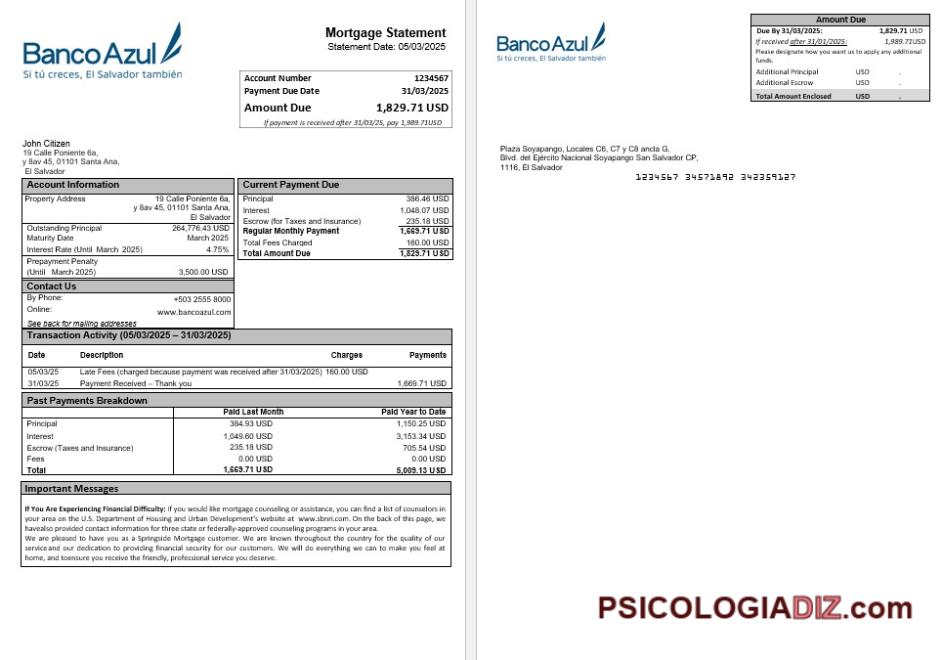 BancoAzul
Si tú creces, El Salvador también
Mortgage Statement
Statement Date: 05/03/2025
Account Number 1234567
Payment Due Date 31/03/2025
Amount Due 1,829.71 USD
If payment is received after 31/03/25, pay 1,989.71USD
John Citizen
19 Calle Poniente 6a,
y 8av 45, 01101 Santa Ana,
El Salvador
Account Information
Property Address 19 Calle Poniente 6a,
y 8av 45, 01101 Santa Ana,
El Salvador
Outstanding Principal 264,776.43 USD
Maturity Date March 2025
Interest Rate (Until March 2025) 4.75%
Prepayment Penalty
(Until March 2025) 3,500.00 USD
Contact Us
By Phone: +503 2555 8000
Online: www.bancoazul.com
See back for mailing addresses
Current Payment Due
Principal 386.46 USD
Interest 1,048.07 USD
Escrow (for Taxes and Insurance) 235.18 USD
Regular Monthly Payment 1,669.71 USD
Total Fees Charged 160.00 USD
Total Amount Due 1,829.71 USD
Transaction Activity (05/03/2025 – 31/03/2025)
Date Description Charges Payments
05/03/25 Late Fees (charged because payment was received after 31/03/2025) 160.00 USD
31/03/25 Payment Received – Thank you 1,669.71 USD
Past Payments Breakdown
Paid Last Month Paid Year to Date
Principal 384.93 USD 1,150.25 USD
Interest 1,049.60 USD 3,153.34 USD
Escrow (Taxes and Insurance) 235.18 USD 705.54 USD
Fees 0.00 USD 0.00 USD
Total 1,669.71 USD 5,009.13 USD
Important Messages
If You Are Experiencing Financial Difficulty: If you would like mortgage counseling or assistance, you can find a list of counselors in
your area on the U.S. Department of Housing and Urban Development's website at www.sbnri.com. On the back of this page, we
havealso provided contact information for three state or federally-approved counseling programs in your area.
We are pleased to have you as a Springside Mortgage customer. We are known throughout the country for the quality of our
service and our dedication to providing financial security for our customers. We will do everything we can to make you feel at
home, and toensure you receive the friendly, professional service you deserve.
BancoAzul
Si tú creces, El Salvador también
Amount Due
Due By 31/03/2025: 1,829.71 USD
If received after 31/01/2025: 1,989.71USD
Please designate how you want us to apply any additional
funds.
Additional Principal USD .
Additional Escrow USD .
Total Amount Enclosed USD .
Plaza Soyapango, Locales C6, C7 y C8 ancla G,
Blvd. del Ejército Nacional Soyapango San Salvador CP,
1116, El Salvador
1234567 34571892 342359127
PSICOLOGIADIZ.com